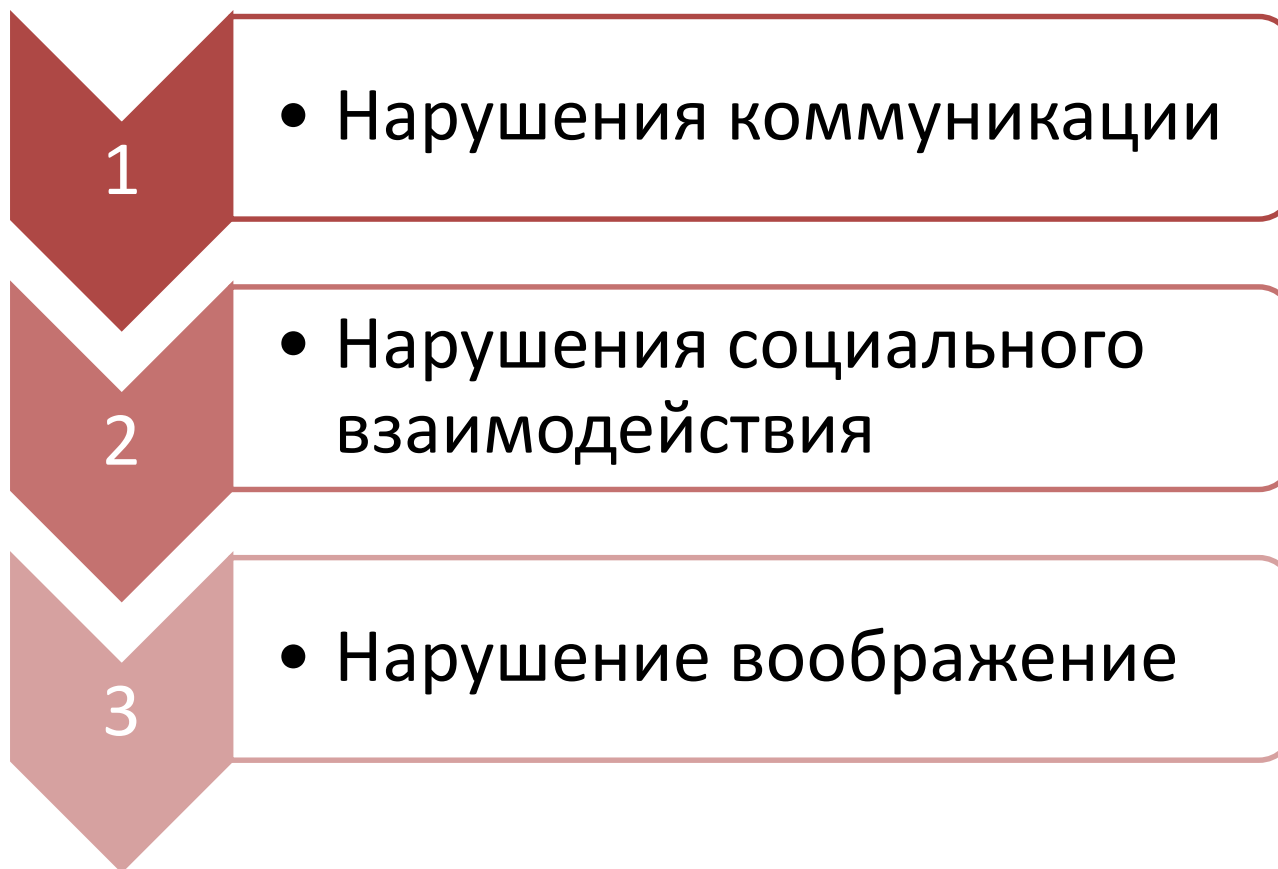 1
• Нарушения коммуникации
2
• Нарушения социального
взаимодействия
3
• Нарушение воображение